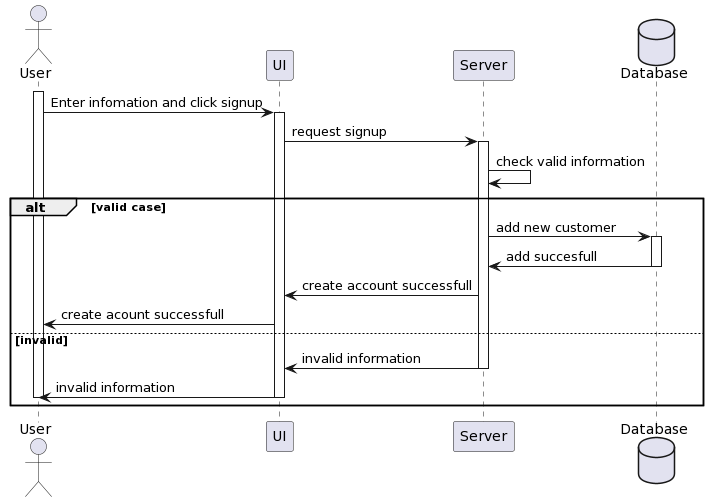 User
UI
Server
Database
Enter infomation and click signup
request signup
check valid information
alt
[valid case]
add new customer
add succesfull
create account successfull
create acount successfull
[invalid]
invalid information
invalid information
User
UI
Server
Database